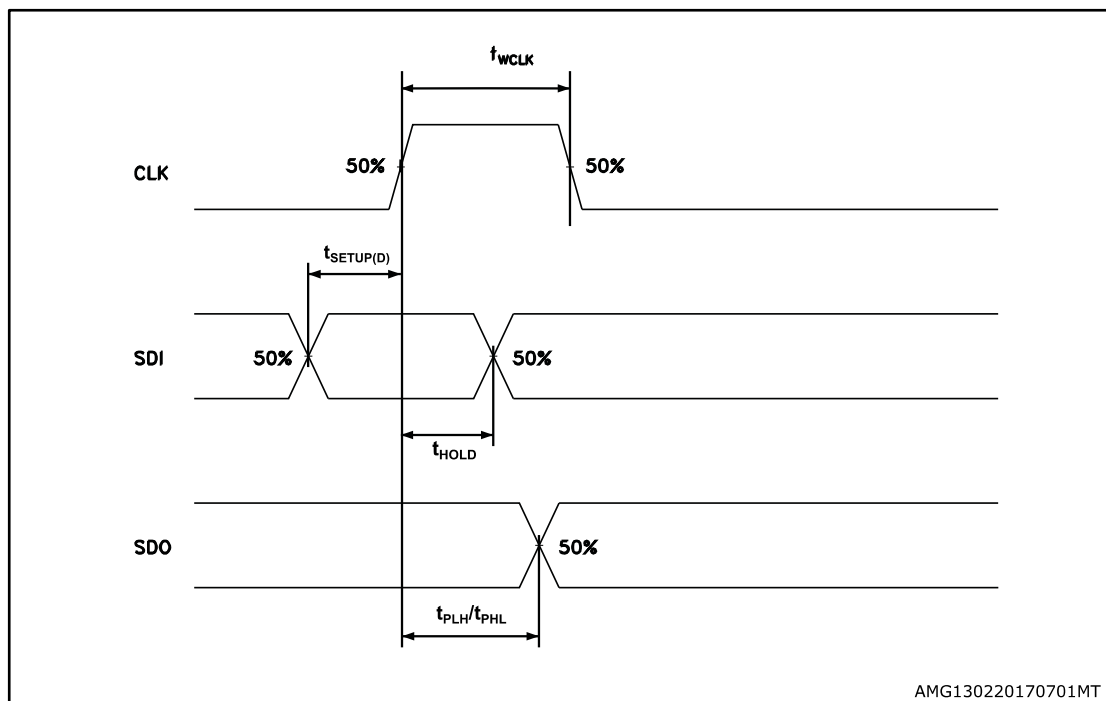 tWCLK
CLK
50%
50%
tSETUP(D)
SDI
50%
50%
tHOLD
SDO
50%
tPLH/tPHL
AMG130220170701MT